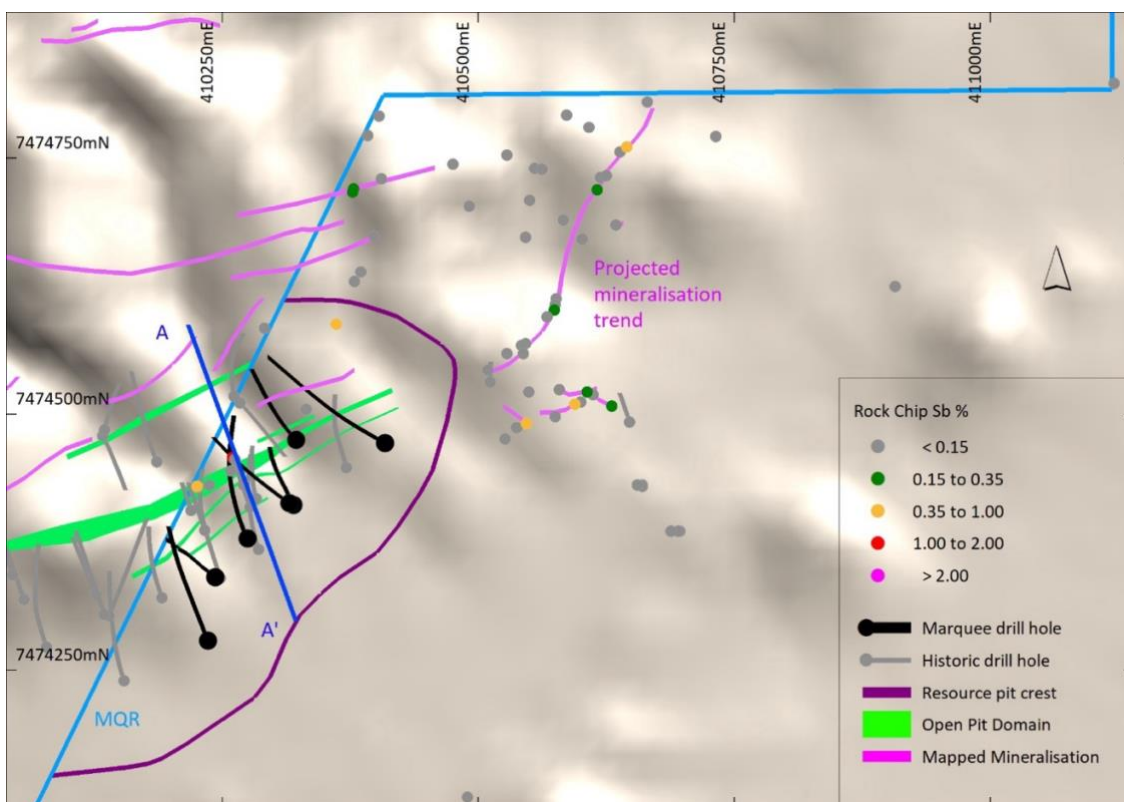 410250mE
410500mE
410750mE
411000mE
7474750mN
Projected
mineralisation
trend
A
7474500mN
A'
7474250mN
MQR
Rock Chip Sb %
< 0.15
0.15 to 0.35
0.35 to 1.00
1.00 to 2.00
> 2.00
Marquee drill hole
Historic drill hole
Resource pit crest
Open Pit Domain
Mapped Mineralisation